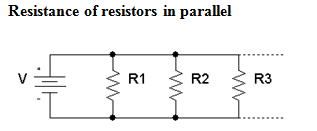 Resistance of resistors in parallel
V + - R1 R2 R3